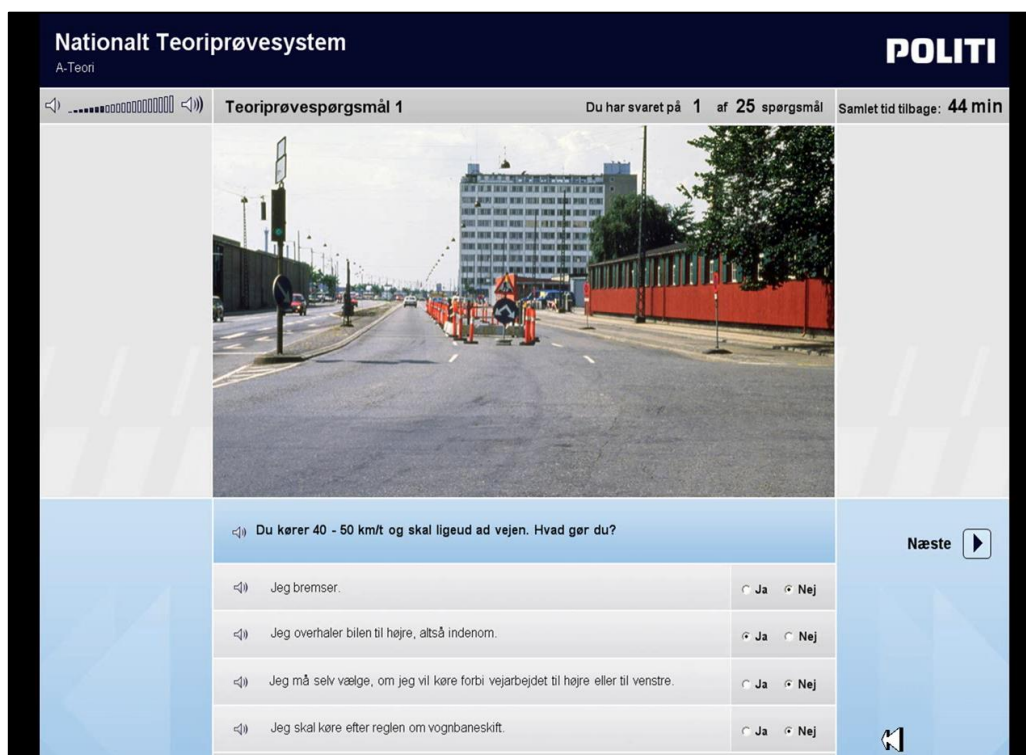 Nationalt Teoriprøvesystem
A-Teori
POLITI
Teoriprøvespørgsmål 1
Du har svaret på 1 af 25 spørgsmål
Samlet tid tilbage: 44 min
Du kører 40 - 50 km/t og skal ligeud ad vejen. Hvad gør du?
Næste
Jeg bremser.
Ja Nej
Jeg overhaler bilen til højre, altså indenom.
Ja Nej
Jeg må selv vælge, om jeg vil køre forbi vejarbejdet til højre eller til venstre.
Ja Nej
Jeg skal køre efter reglen om vognbaneskift.
Ja Nej